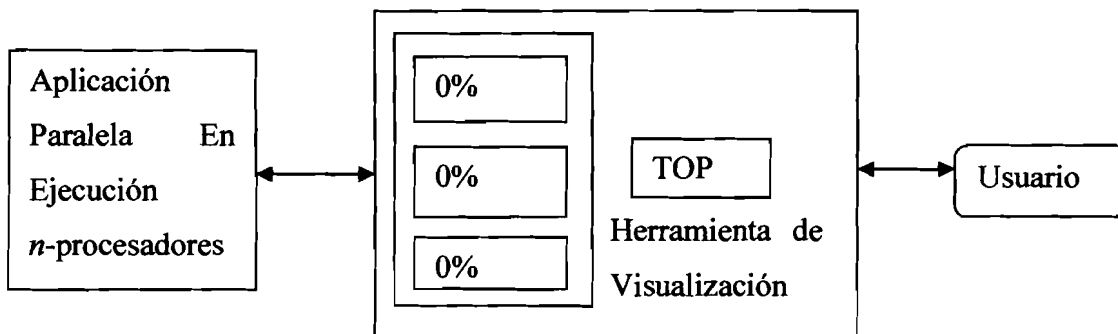 Aplicación
Paralela En
Ejecución
n-procesadores
0%
0%
0%
TOP
Herramienta de
Visualización
Usuario